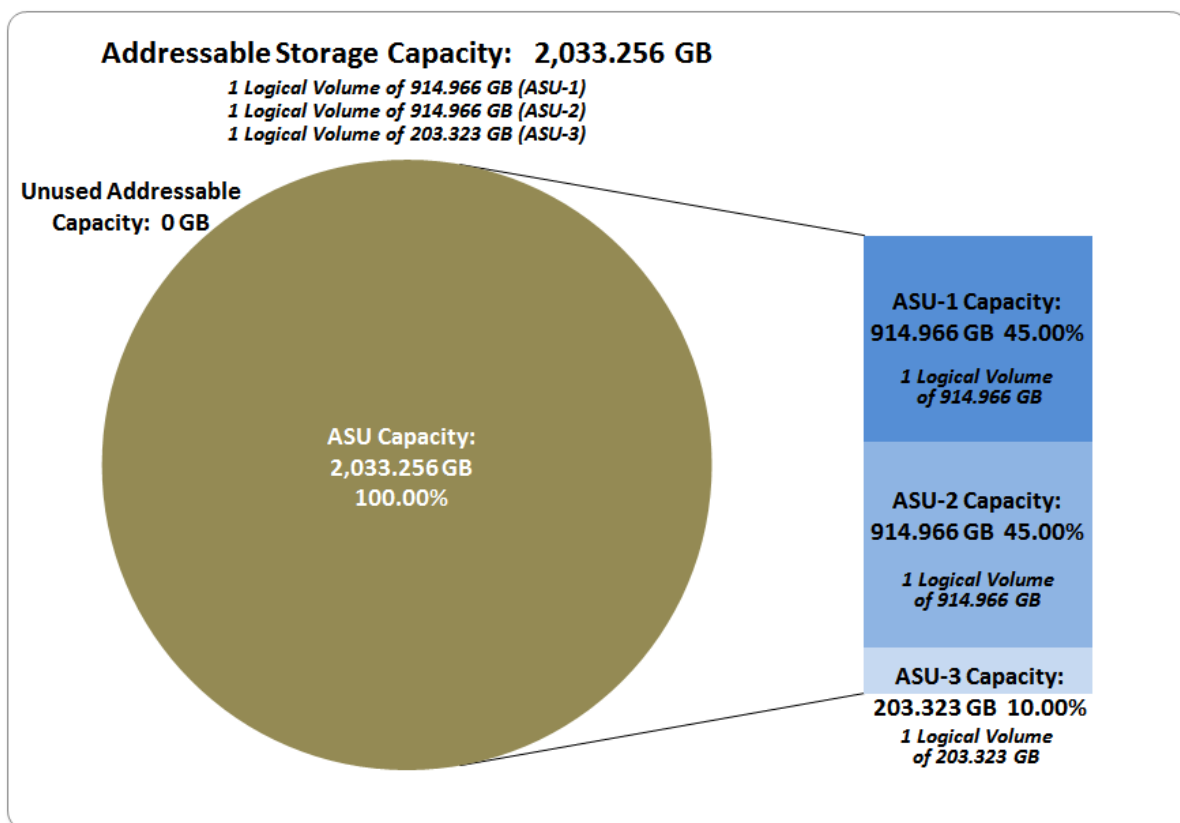 Addressable Storage Capacity: 2,033.256 GB
1 Logical Volume of 914.966 GB (ASU-1)
1 Logical Volume of 914.966 GB (ASU-2)
1 Logical Volume of 203.323 GB (ASU-3)
Unused Addressable
Capacity: 0 GB
ASU Capacity:
2,033.256 GB
100.00%
ASU-1 Capacity:
914.966 GB 45.00%
1 Logical Volume
of 914.966 GB
ASU-2 Capacity:
914.966 GB 45.00%
1 Logical Volume
of 914.966 GB
ASU-3 Capacity:
203.323 GB 10.00%
1 Logical Volume
of 203.323 GB